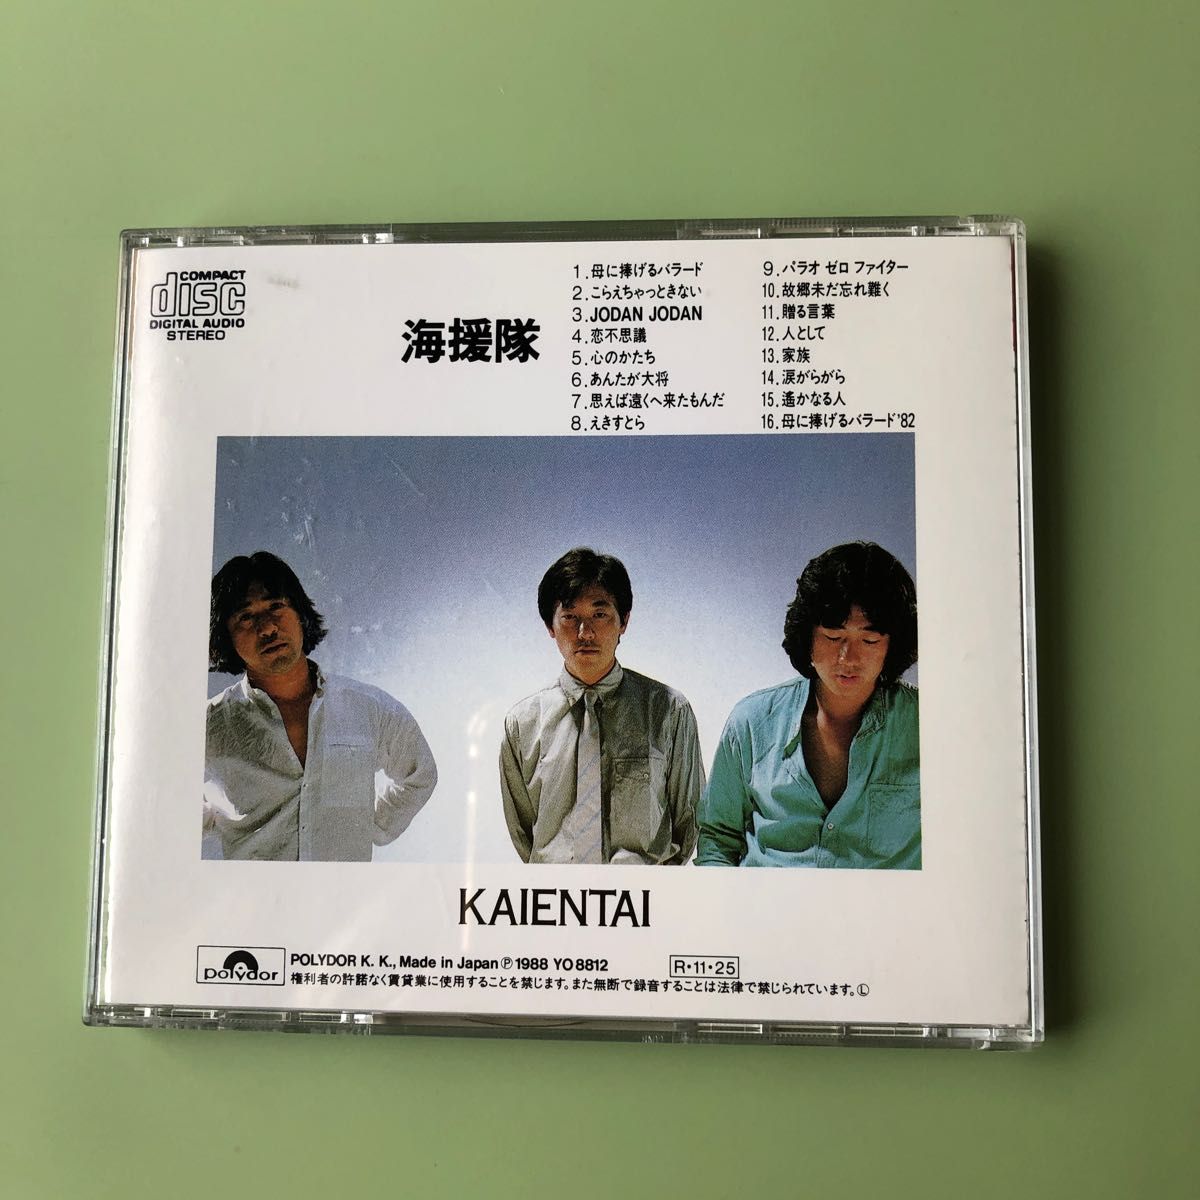 COMPACT
disc
DIGITAL AUDIO
STEREO
海援隊
1. 母に捧げるバラード
2. こらえちゃっときない
3. JODAN JODAN
4. 恋不思議
5. 心のかたち
6. あんたが大将
7. 思えば遠くへ来たもんだ
8. えきすとら
9. パラオ ゼロ ファイター
10. 故郷未だ忘れ難く
11. 贈る言葉
12. 人として
13. 家族
14. 涙がらがら
15. 遙かなる人
16. 母に捧げるバラード'82
KAIENTAI
polydor
POLYDOR K. K., Made in Japan Ⓟ 1988 YO 8812
R・11・25
権利者の許諾なく賃貸業に使用することを禁じます。また無断で録音することは法律で禁じられています。Ⓛ